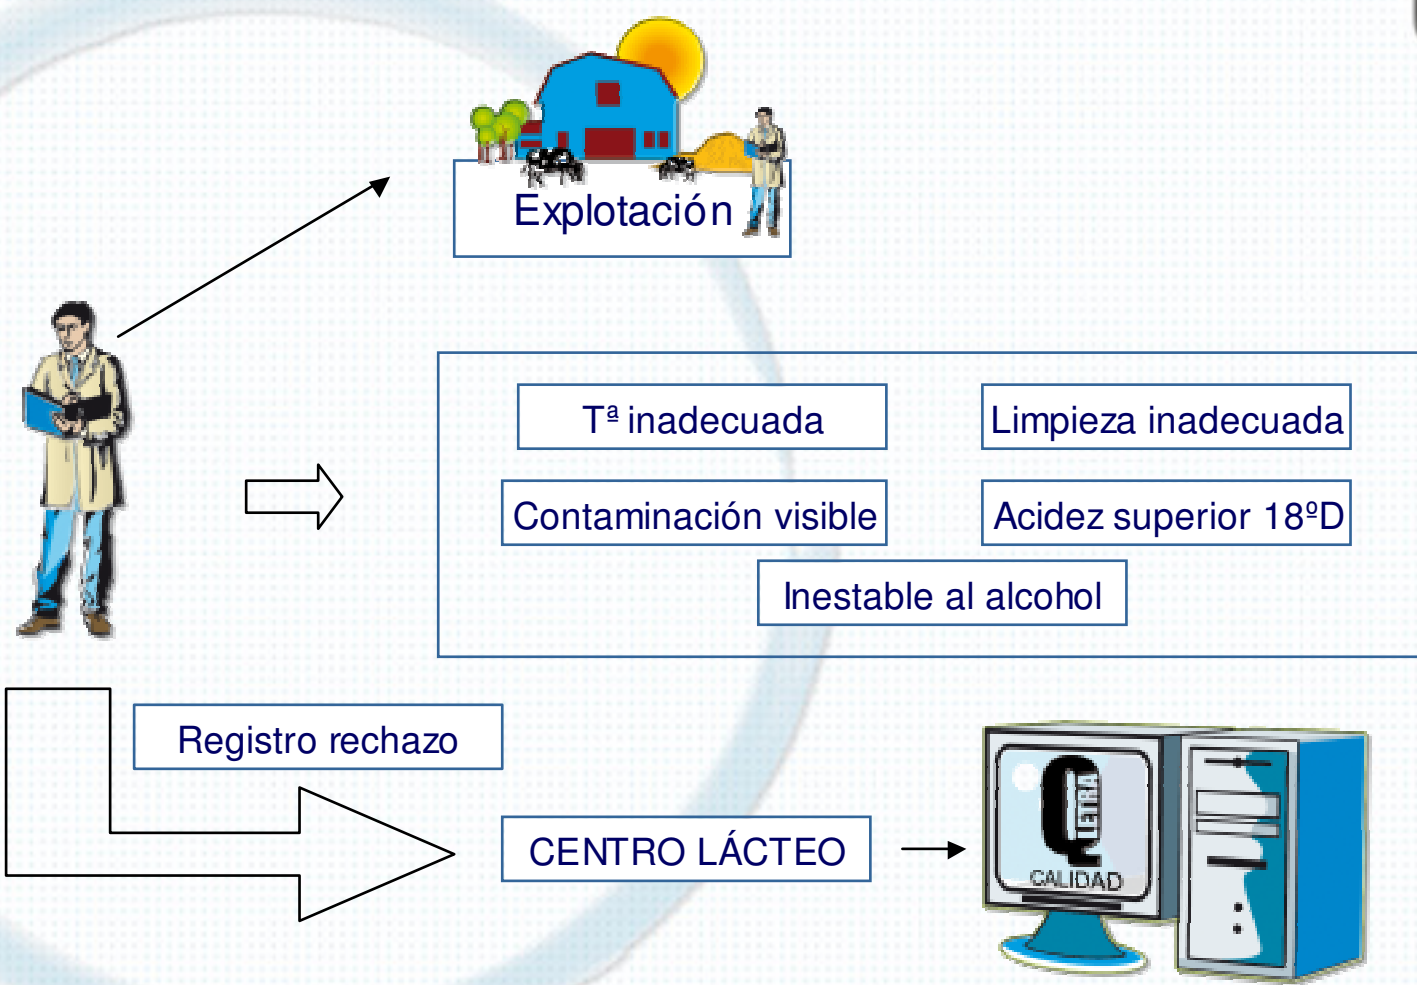 Explotación
Tª inadecuada
Limpieza inadecuada
Contaminación visible
Acidez superior 18ºD
Inestable al alcohol
Registro rechazo
CENTRO LÁCTEO
Q
LETRA
CALIDAD